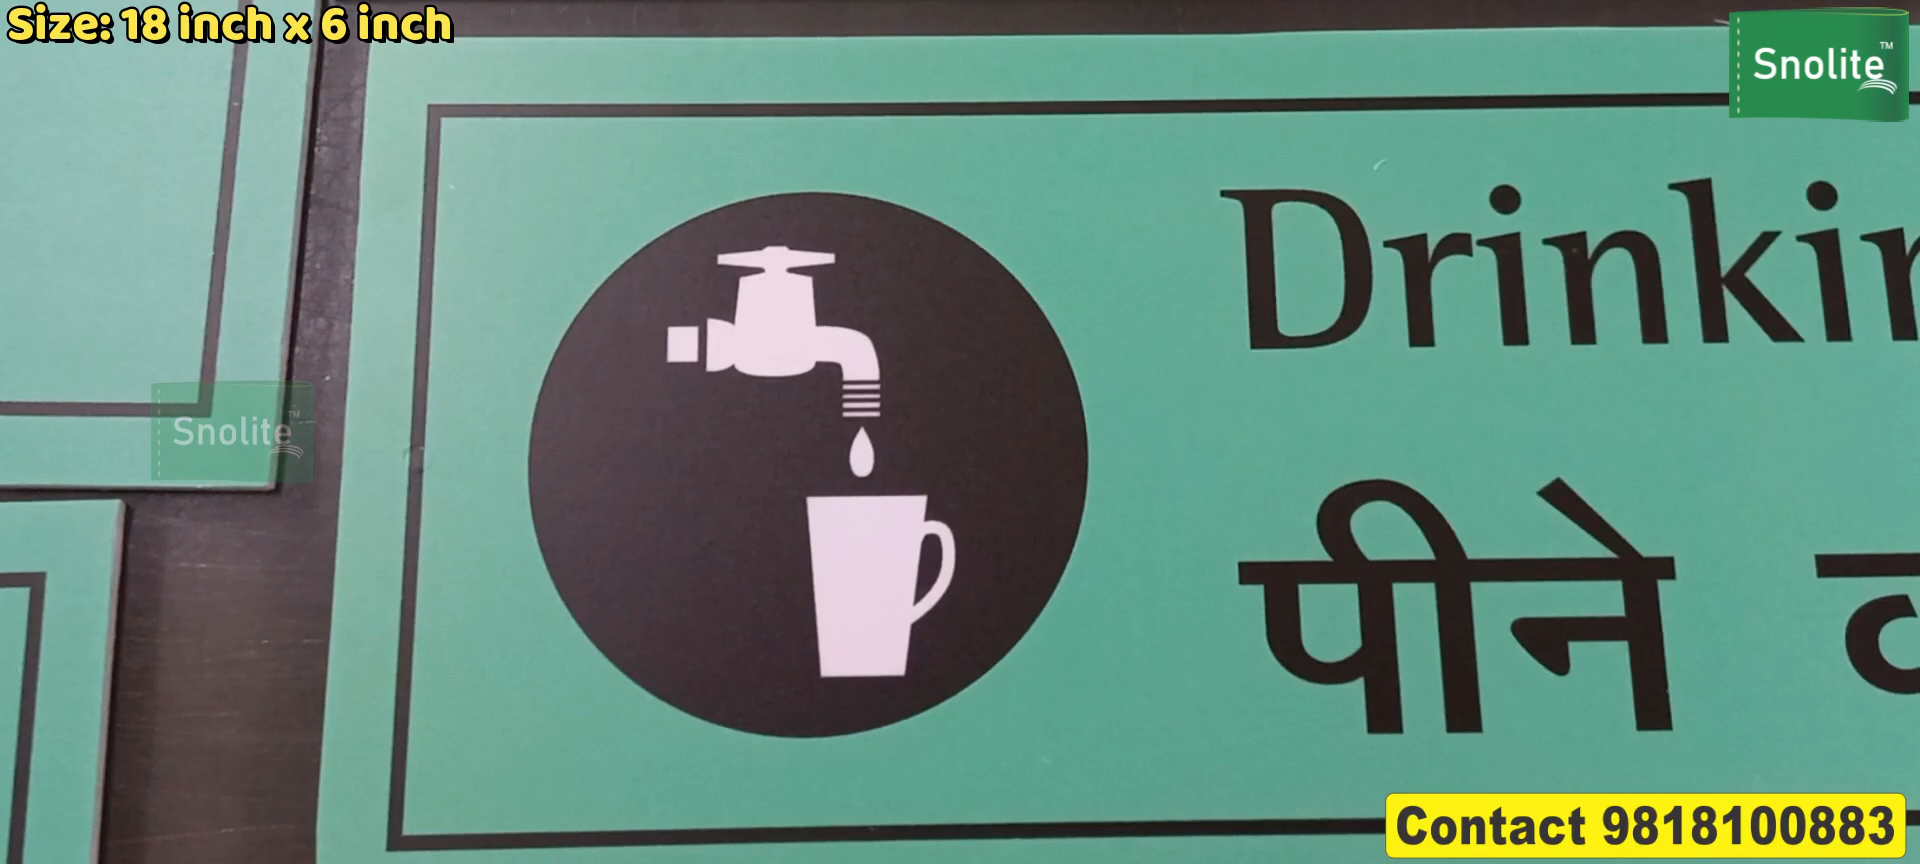 Size: 18 inch x 6 inch
Snolite™
Drinkin
पीने
Snolite™
Contact 9818100883